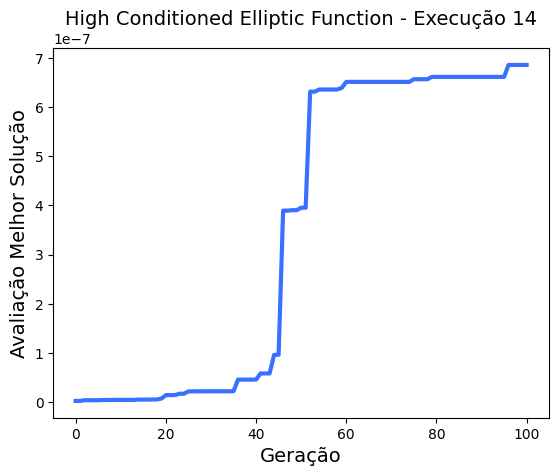 High Conditioned Elliptic Function - Execução 14
1e−7
7
6
5
4
3
2
1
0
Avaliação Melhor Solução
0 20 40 60 80 100
Geração